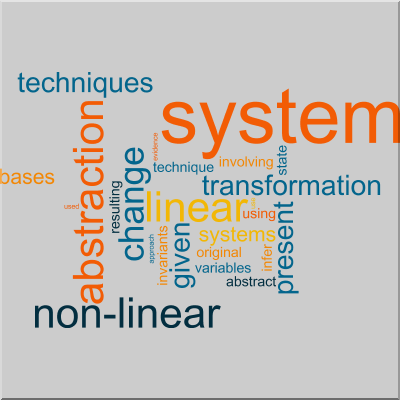 techniques
system
abstraction
evidence
change
technique
involving
state
bases
transformation
resulting
linear
used
using
given
present
approach
invariants
systems
original
infer
variables
abstract
non-linear